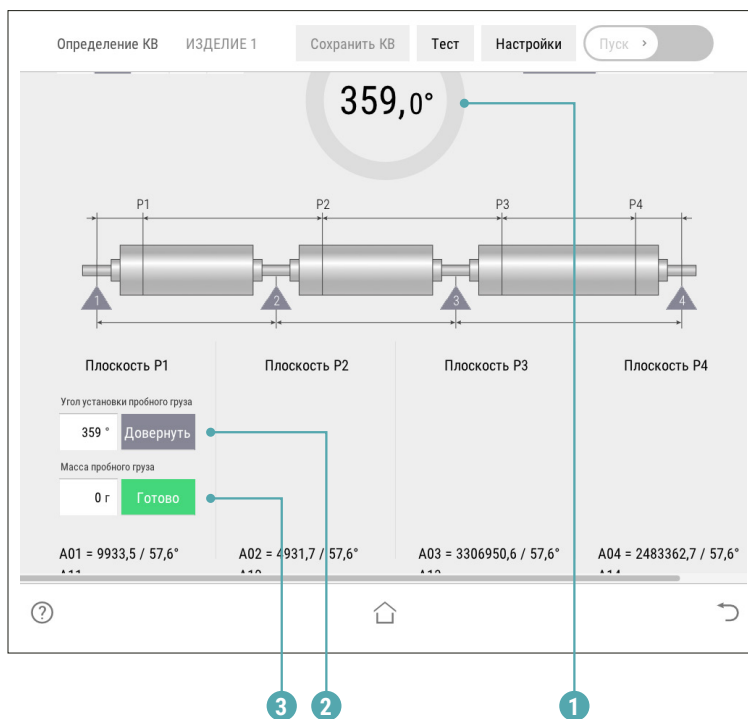 Определение КВ ИЗДЕЛИЕ 1 Сохранить КВ Тест Настройки Пуск
359,0°
P1 P2 P3 P4
1 2 3 4
Плоскость P1 Плоскость P2 Плоскость P3 Плоскость P4
Угол установки пробного груза
359 ° Довернуть
Масса пробного груза
0 г Готово
A01 = 9933,5 / 57,6° A02 = 4931,7 / 57,6° A03 = 3306950,6 / 57,6° A04 = 2483362,7 / 57,6°
?
3 2 1